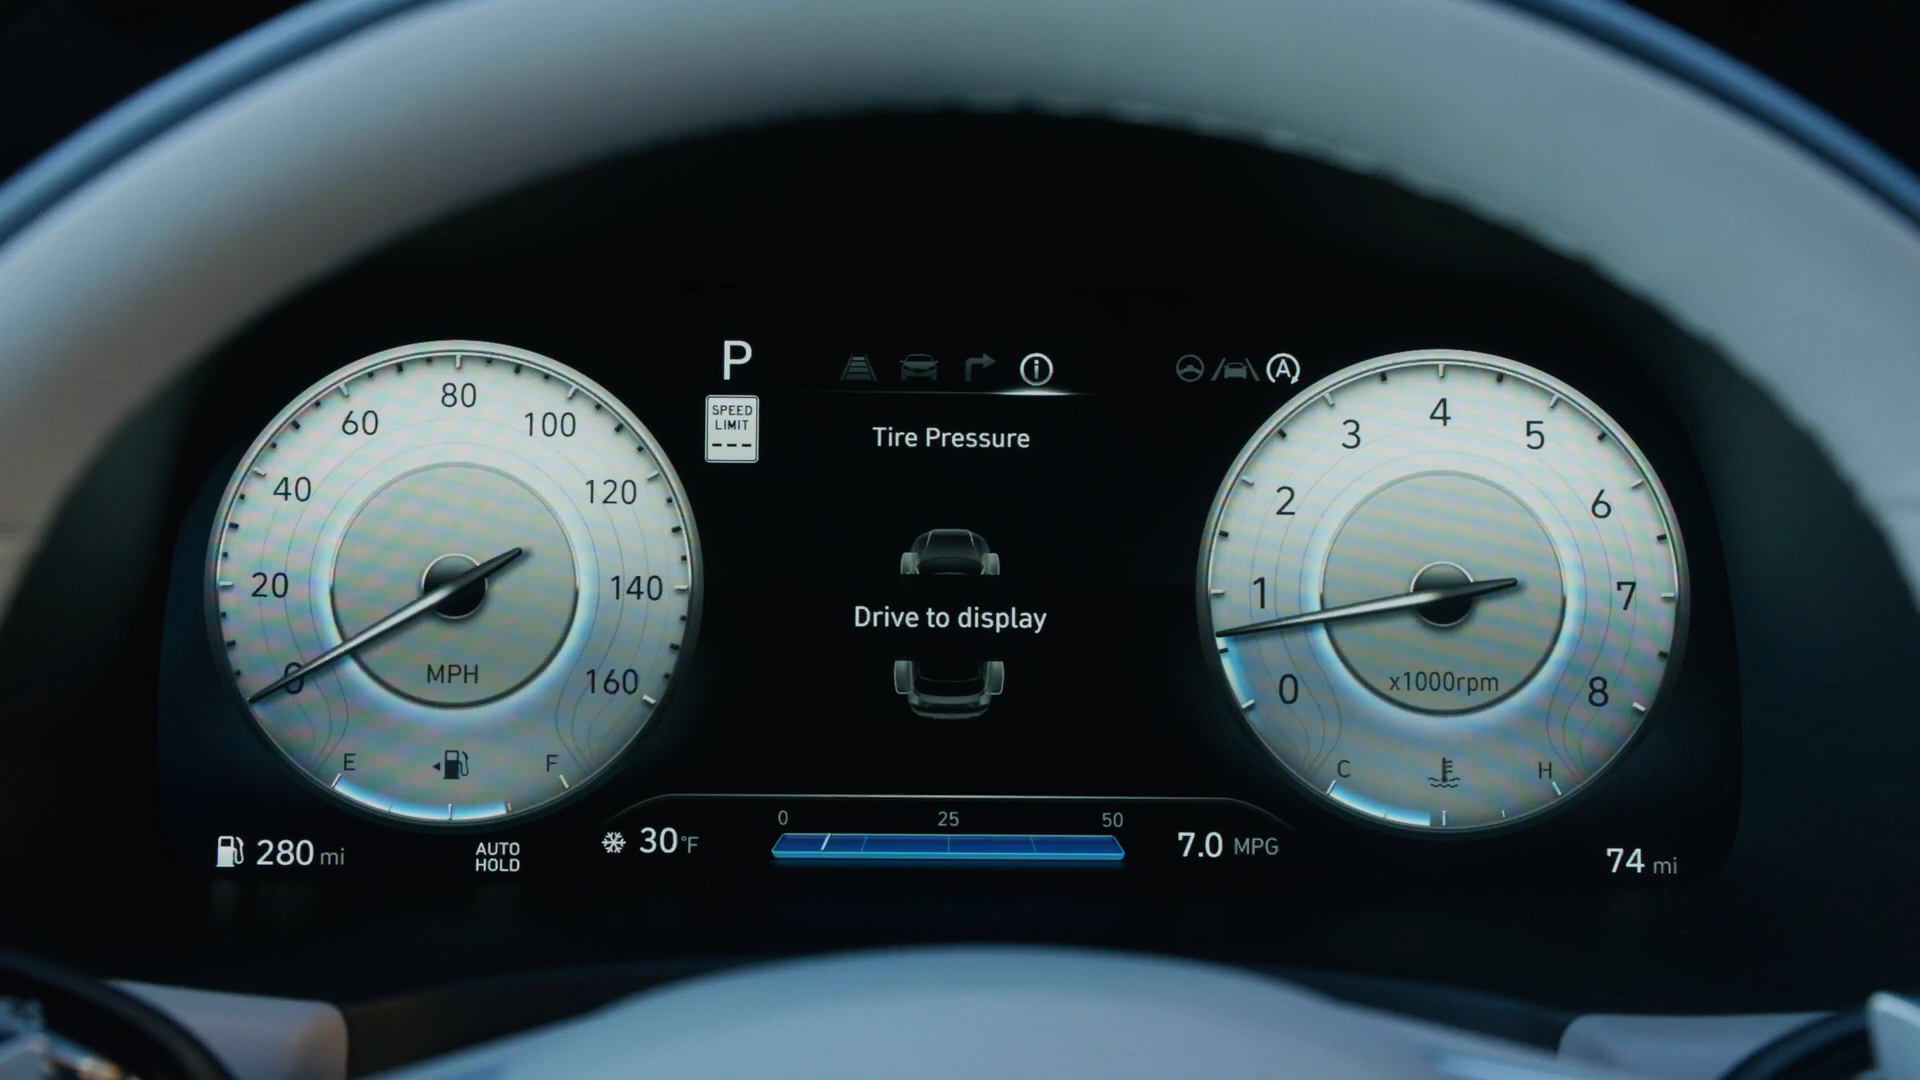 P
SPEED
LIMIT
---
Tire Pressure
Drive to display
0
20
40
60
80
100
120
140
160
MPH
E
F
A
0
1
2
3
4
5
6
7
8
x1000rpm
C
H
280 mi
AUTO
HOLD
30°F
0 25 50
7.0 MPG
74 mi